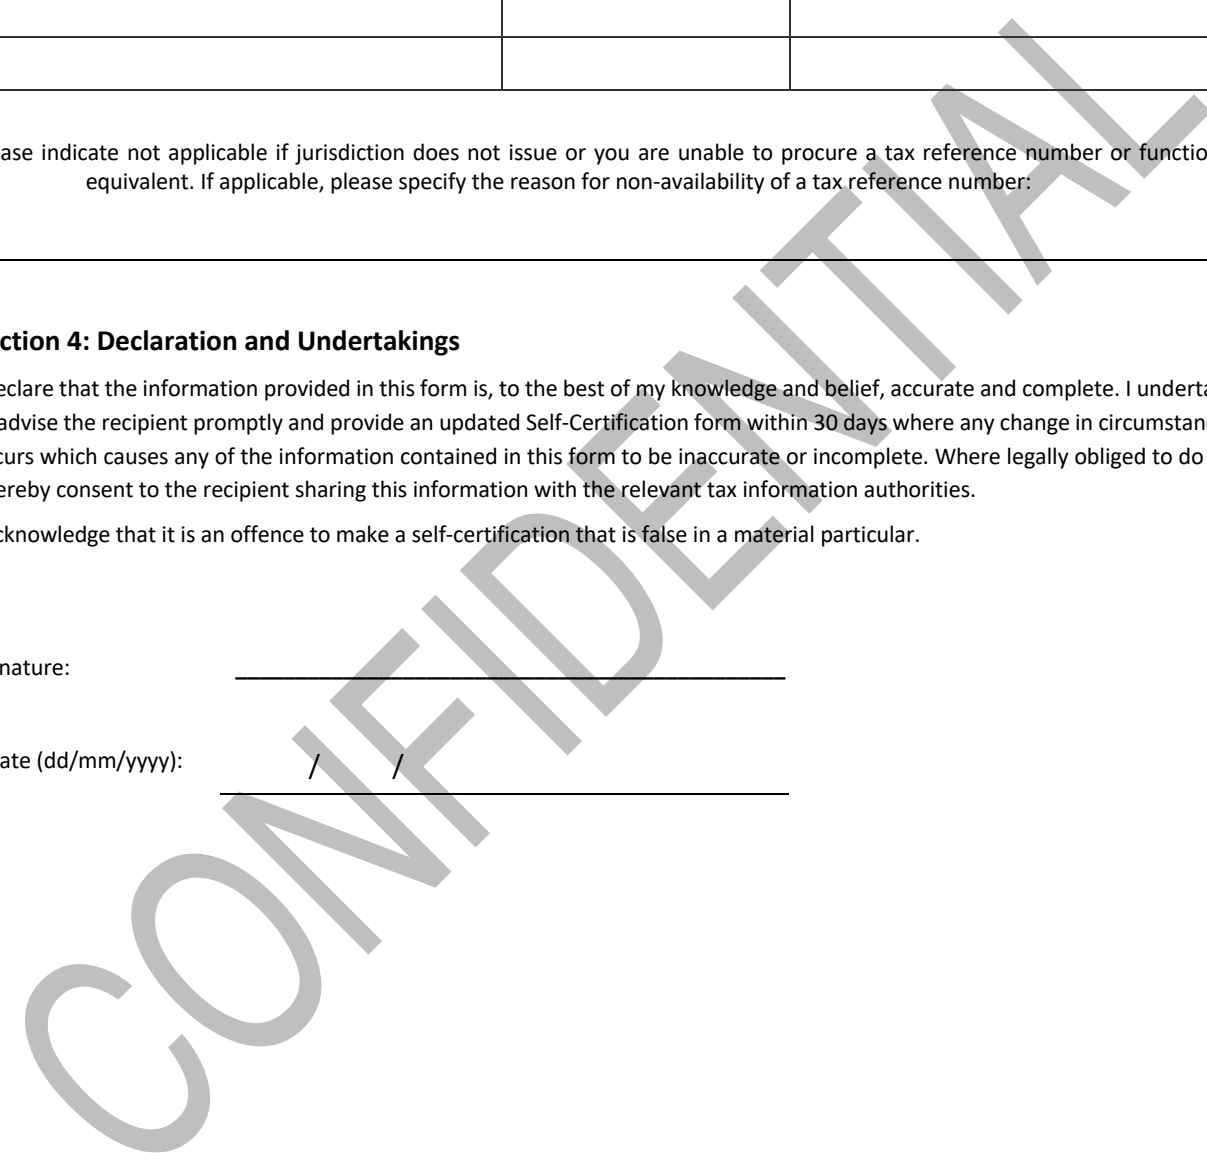 ase indicate not applicable if jurisdiction does not issue or you are unable to procure a tax reference number or functio
equivalent. If applicable, please specify the reason for non-availability of a tax reference number:
ction 4: Declaration and Undertakings
eclare that the information provided in this form is, to the best of my knowledge and belief, accurate and complete. I underta
advise the recipient promptly and provide an updated Self-Certification form within 30 days where any change in circumstan
curs which causes any of the information contained in this form to be inaccurate or incomplete. Where legally obliged to do
ereby consent to the recipient sharing this information with the relevant tax information authorities.
cknowledge that it is an offence to make a self-certification that is false in a material particular.
nature:
ate (dd/mm/yyyy): / /
CONFIDENTIAL